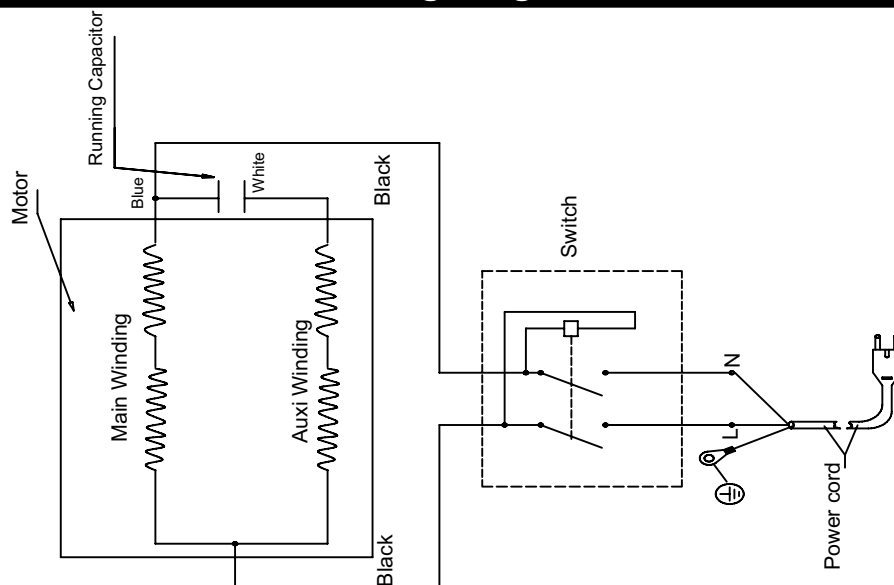 Motor
Running Capacitor
Blue
White
Black
Main Winding
Auxi Winding
Black
Switch
N
L
Power cord